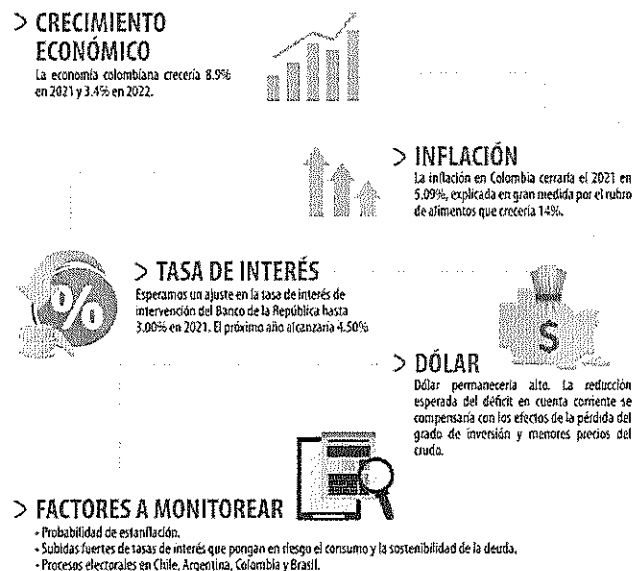 > CRECIMIENTO
ECONÓMICO
La economía colombiana crecería 8.9%
en 2021 y 3.4% en 2022.
> INFLACIÓN
La inflación en Colombia cerraría el 2021 en
5.09%, explicada en gran medida por el rubro
de alimentos que crecería 14%.
> TASA DE INTERÉS
Esperamos un ajuste en la tasa de interés de
intervención del Banco de la República hasta
3.00% en 2021. El próximo año alcanzaría 4.50%
%
$
> DÓLAR
Dólar permanecería alto. La reducción
esperada del déficit en cuenta corriente se
compensaría con los efectos de la pérdida del
grado de inversión y menores precios del
crudo.
> FACTORES A MONITOREAR
- Probabilidad de estanflación.
- Subidas fuertes de tasas de interés que pongan en riesgo el consumo y la sostenibilidad de la deuda.
- Procesos electorales en Chile, Argentina, Colombia y Brasil.